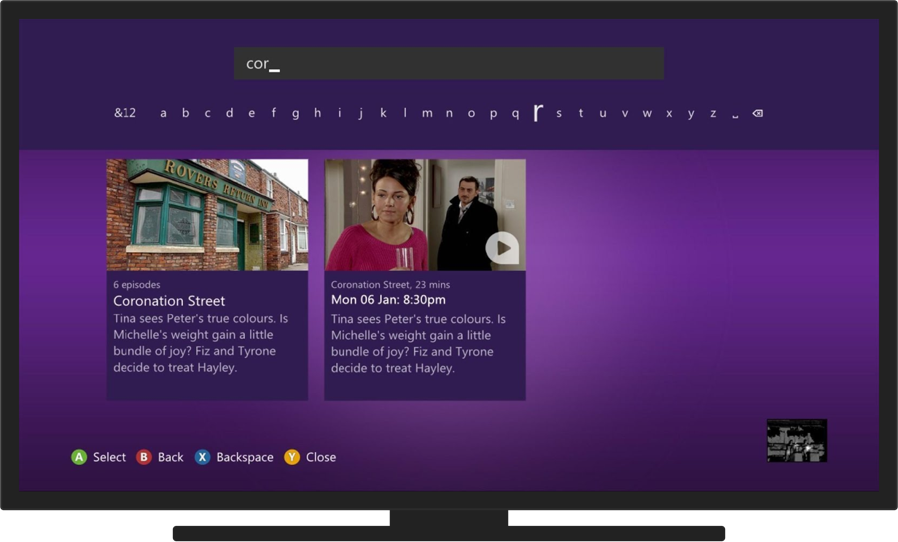 cor_
&12 a b c d e f g h i j k l m n o p q r s t u v w x y z ⌴ ⌫
ROVERS RETURN INN
6 episodes
Coronation Street
Tina sees Peter's true colours. Is
Michelle's weight gain a little
bundle of joy? Fiz and Tyrone
decide to treat Hayley.
Coronation Street, 23 mins
Mon 06 Jan: 8:30pm
Tina sees Peter's true colours. Is
Michelle's weight gain a little
bundle of joy? Fiz and Tyrone
decide to treat Hayley.
A Select B Back X Backspace Y Close